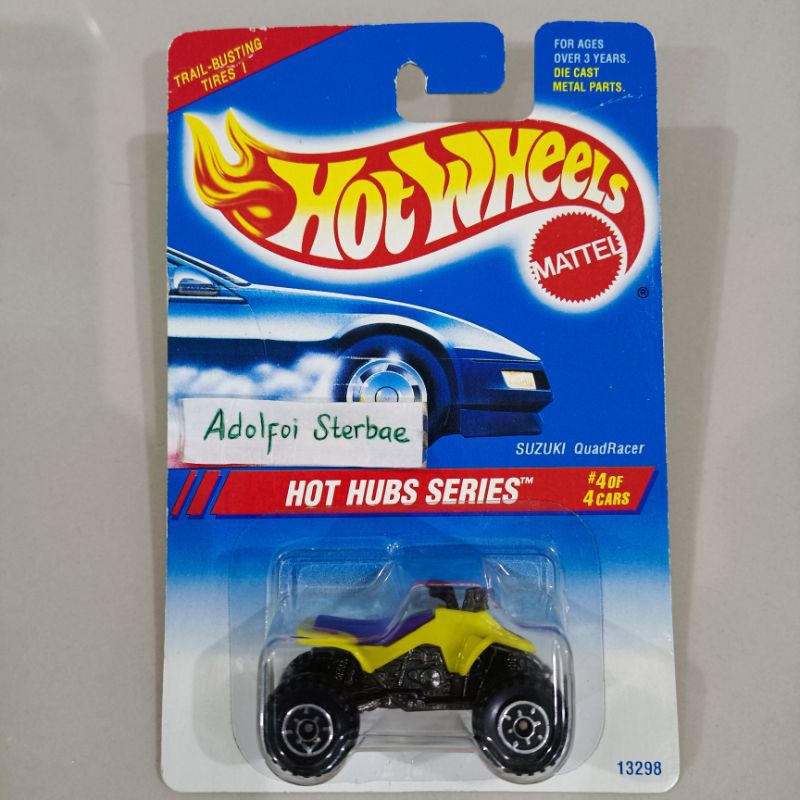 TRAIL-BUSTING
TIRES !
FOR AGES
OVER 3 YEARS.
DIE CAST
METAL PARTS.
HOT WHEELS
MATTEL
®
Adolfoi Sterbae
SUZUKI QuadRacer
HOT HUBS SERIES™
#4 OF
4 CARS
13298